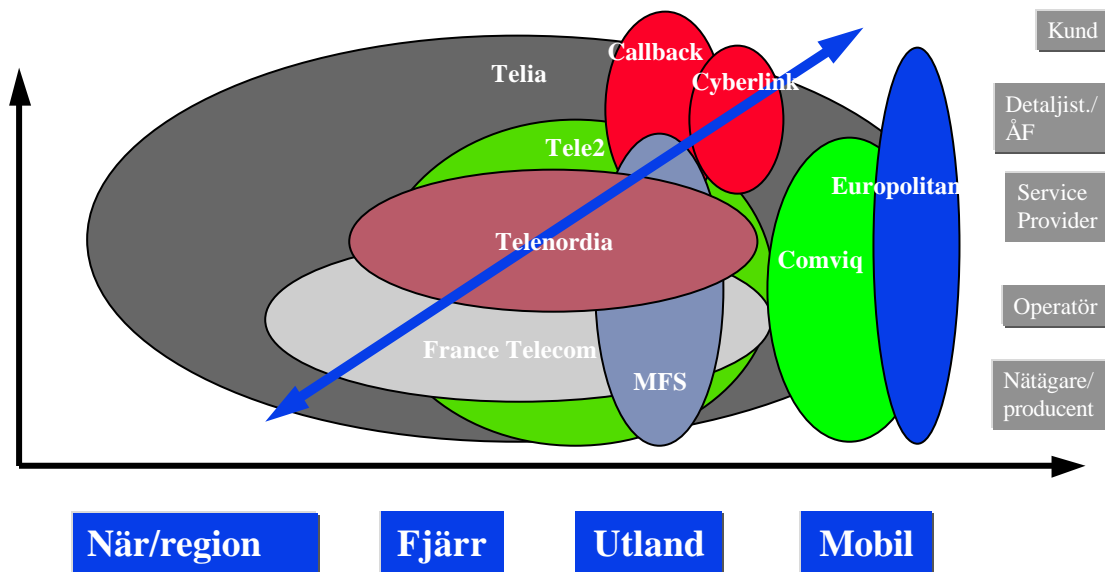 Kund
Callback
Telia
Cyberlink
Detaljist./
ÅF
Tele2
Europolitan
Service
Provider
Telenordia
Comviq
Operatör
France Telecom
MFS
Nätägare/
producent
När/region
Fjärr
Utland
Mobil